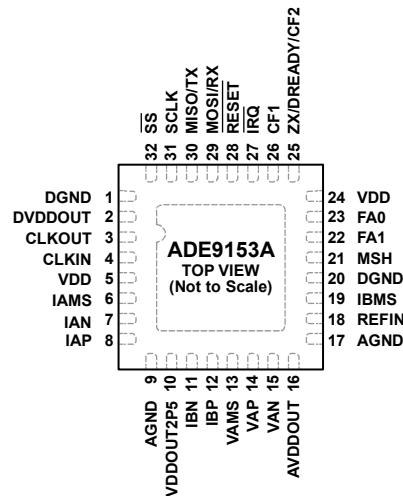 32 SS
31 SCLK
30 MISO/TX
29 MOSI/RX
28 RESET
27 IRQ
26 CF1
25 ZX/DREADY/CF2
DGND 1
DVDDOUT 2
CLKOUT 3
CLKIN 4
VDD 5
IAMS 6
IAN 7
IAP 8
ADE9153A
TOP VIEW
(Not to Scale)
24 VDD
23 FA0
22 FA1
21 MSH
20 DGND
19 IBMS
18 REFIN
17 AGND
AGND 9
VDDOUT2P5 10
IBN 11
IBP 12
VAMS 13
VAP 14
VAN 15
AVDDOUT 16